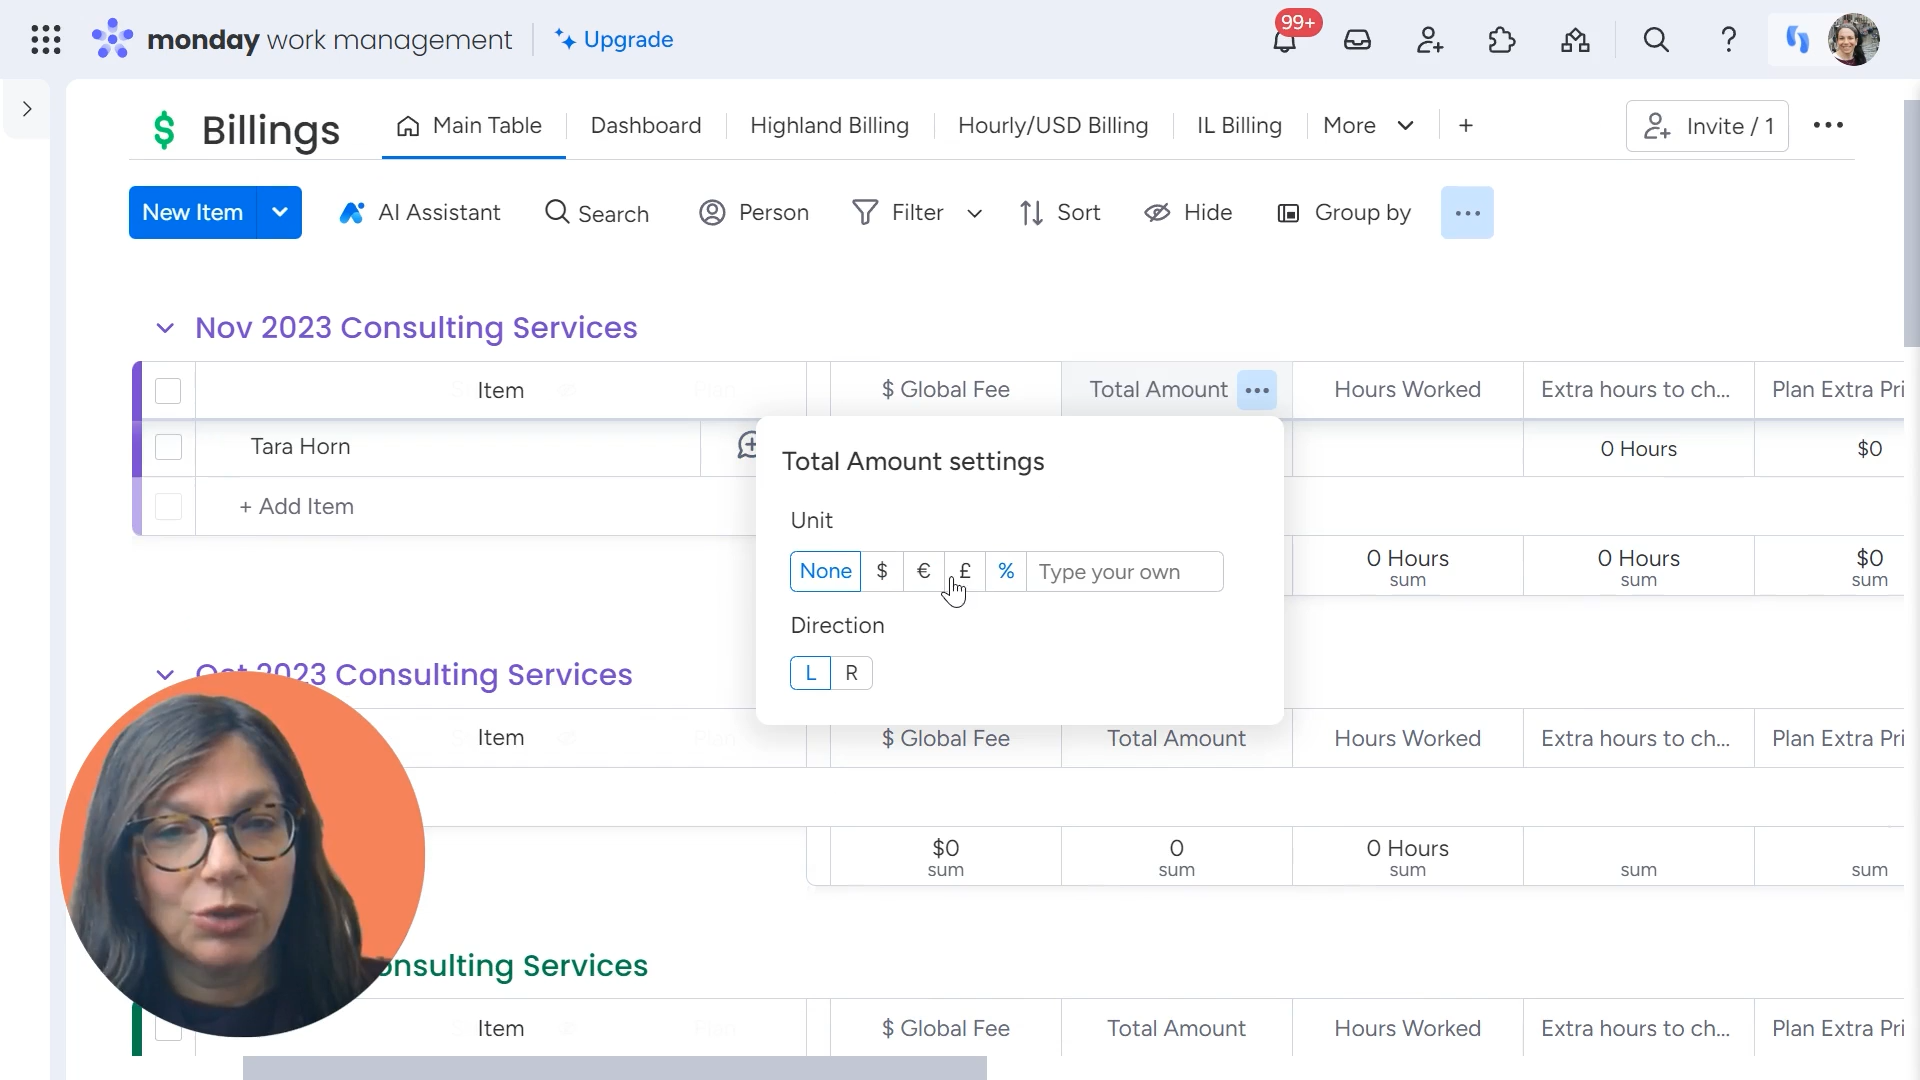 monday work management
Upgrade
99+
Billings
Main Table
Dashboard
Highland Billing
Hourly/USD Billing
IL Billing
More
+
Invite / 1
New Item
AI Assistant
Search
Person
Filter
Sort
Hide
Group by
Nov 2023 Consulting Services
Item
$ Global Fee
Total Amount
Hours Worked
Extra hours to ch...
Plan Extra Pri
Tara Horn
0 Hours
$0
+ Add Item
0 Hours
sum
0 Hours
sum
$0
sum
Total Amount settings
Unit
None
$
€
£
%
Type your own
Direction
L
R
Oct 2023 Consulting Services
Item
$ Global Fee
Total Amount
Hours Worked
Extra hours to ch...
Plan Extra Pri
$0
sum
0
sum
0 Hours
sum
sum
sum
onsulting Services
Item
$ Global Fee
Total Amount
Hours Worked
Extra hours to ch...
Plan Extra Pri